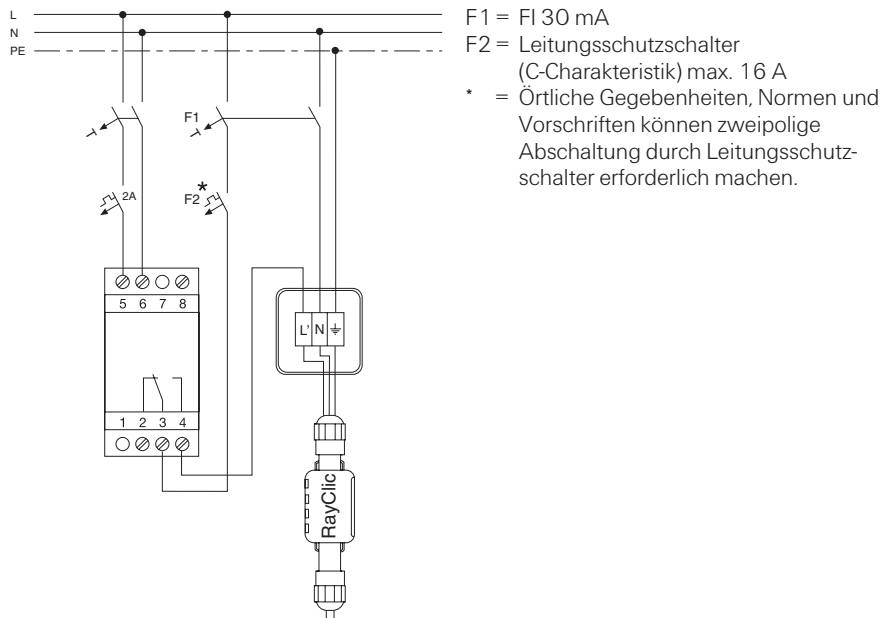 L
N
PE
F1
2A
*
F2
5 6 7 8
L' N
1 2 3 4
RayClic
F1 = FI 30 mA
F2 = Leitungsschutzschalter
(C-Charakteristik) max. 16 A
* = Örtliche Gegebenheiten, Normen und
Vorschriften können zweipolige
Abschaltung durch Leitungsschutz-
schalter erforderlich machen.